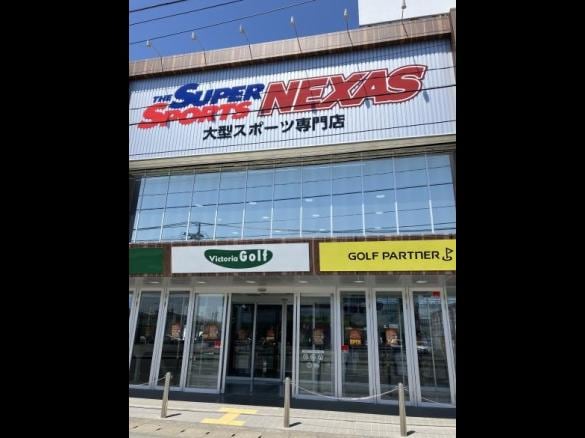 THE SUPER
SPORTS NEXAS
大型スポーツ専門店
Victoria Golf
GOLF PARTNER